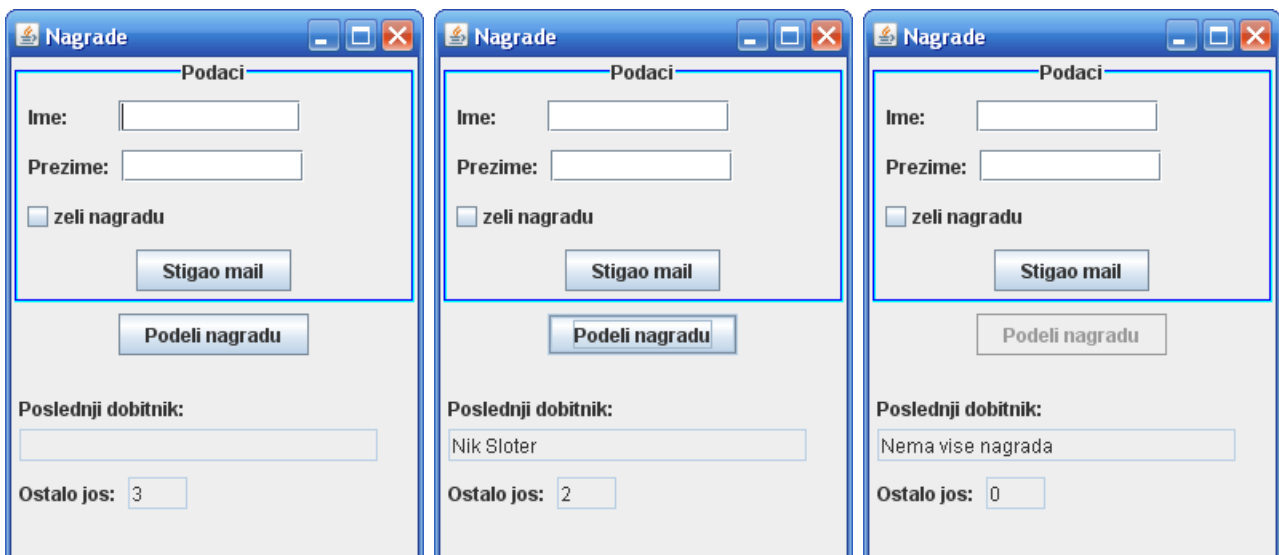 Nagrade
Podaci
Ime:
Prezime:
zeli nagradu
Stigao mail
Podeli nagradu
Poslednji dobitnik:
Ostalo jos: 3
Nagrade
Podaci
Ime:
Prezime:
zeli nagradu
Stigao mail
Podeli nagradu
Poslednji dobitnik:
Nik Sloter
Ostalo jos: 2
Nagrade
Podaci
Ime:
Prezime:
zeli nagradu
Stigao mail
Podeli nagradu
Poslednji dobitnik:
Nema vise nagrada
Ostalo jos: 0